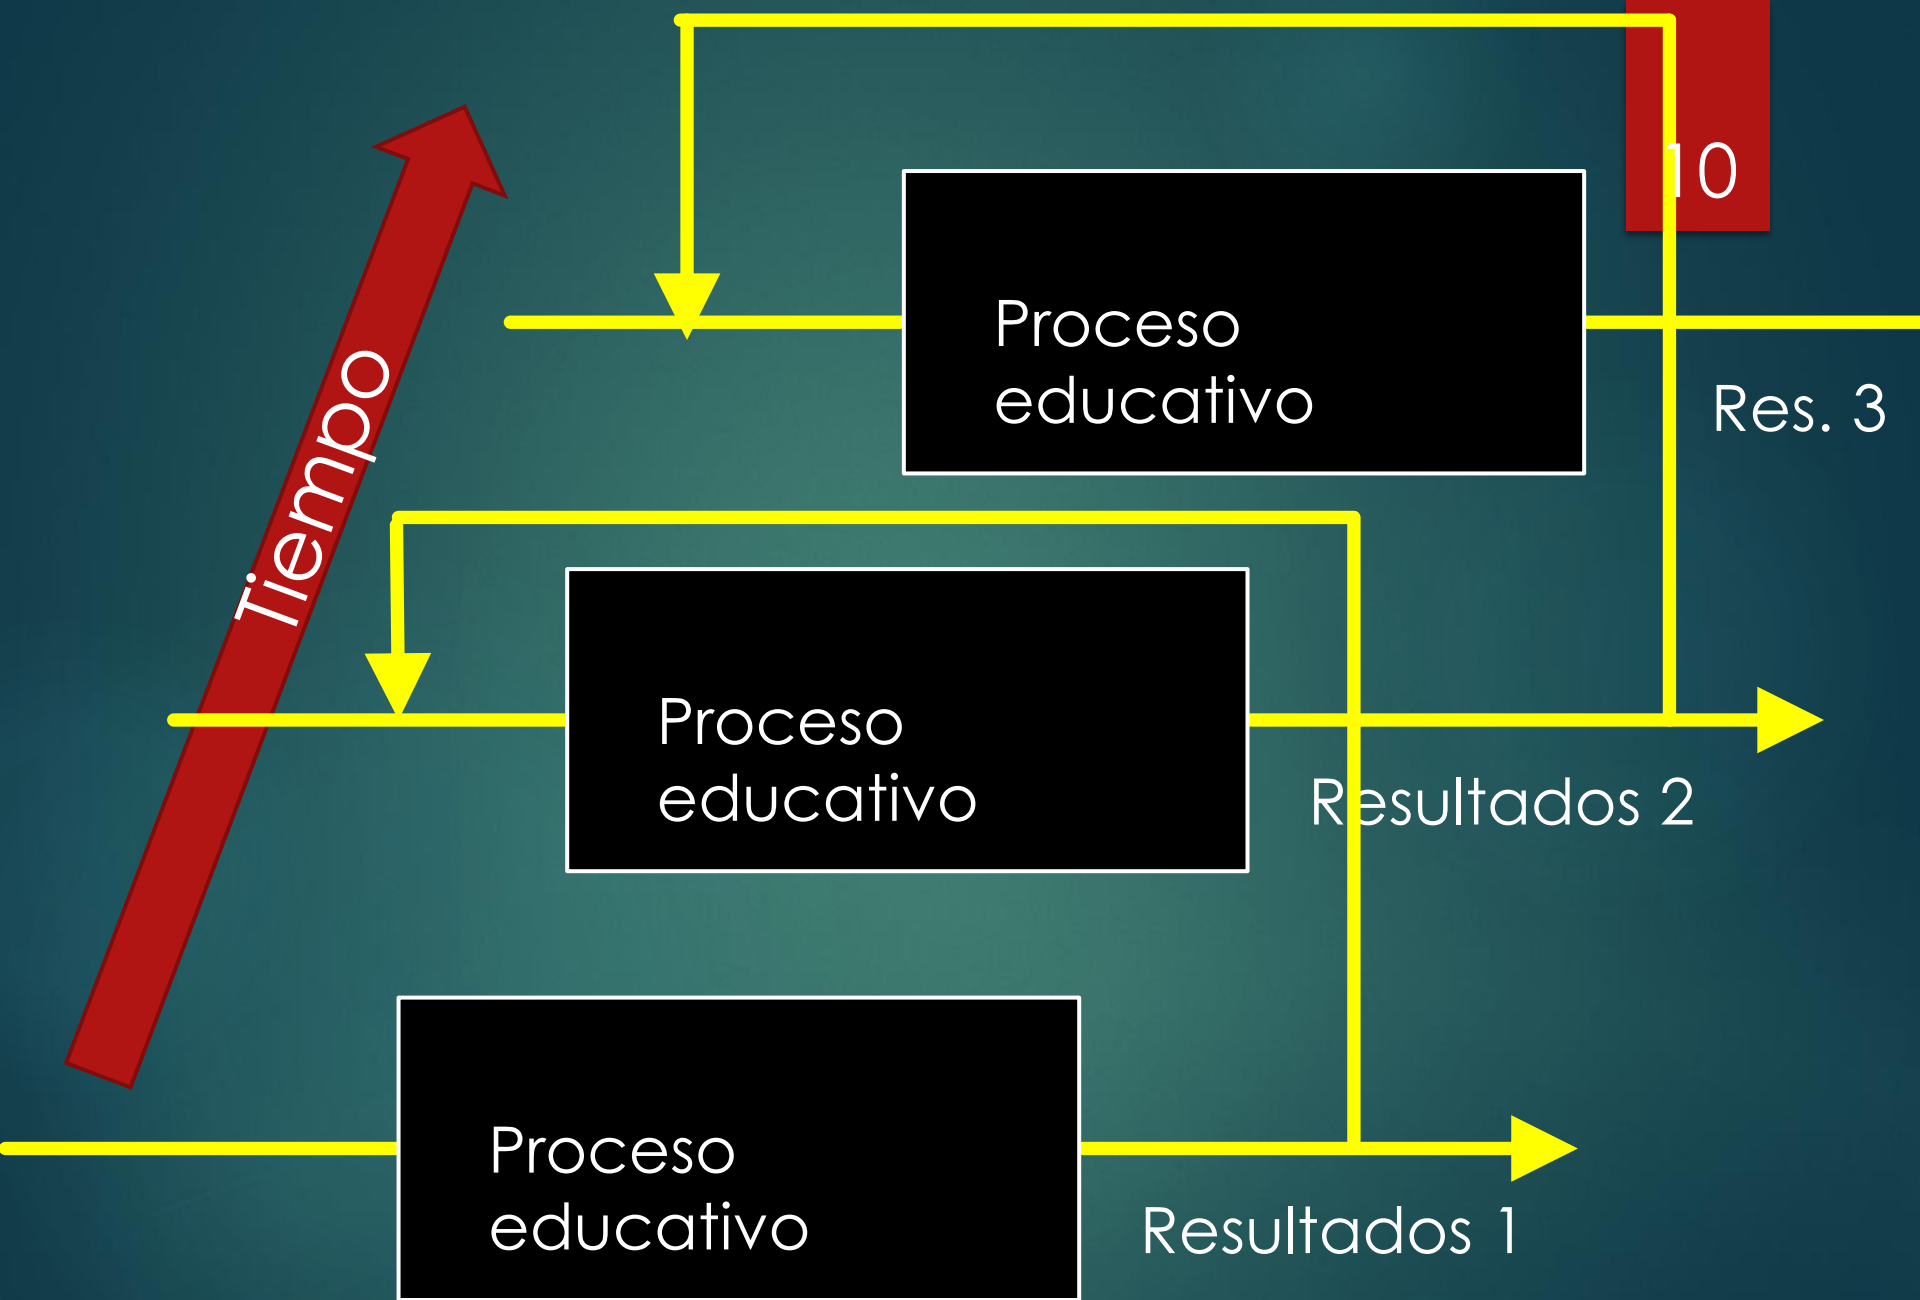 10
Proceso
educativo
Res. 3
Tiempo
Proceso
educativo
Resultados 2
Proceso
educativo
Resultados 1